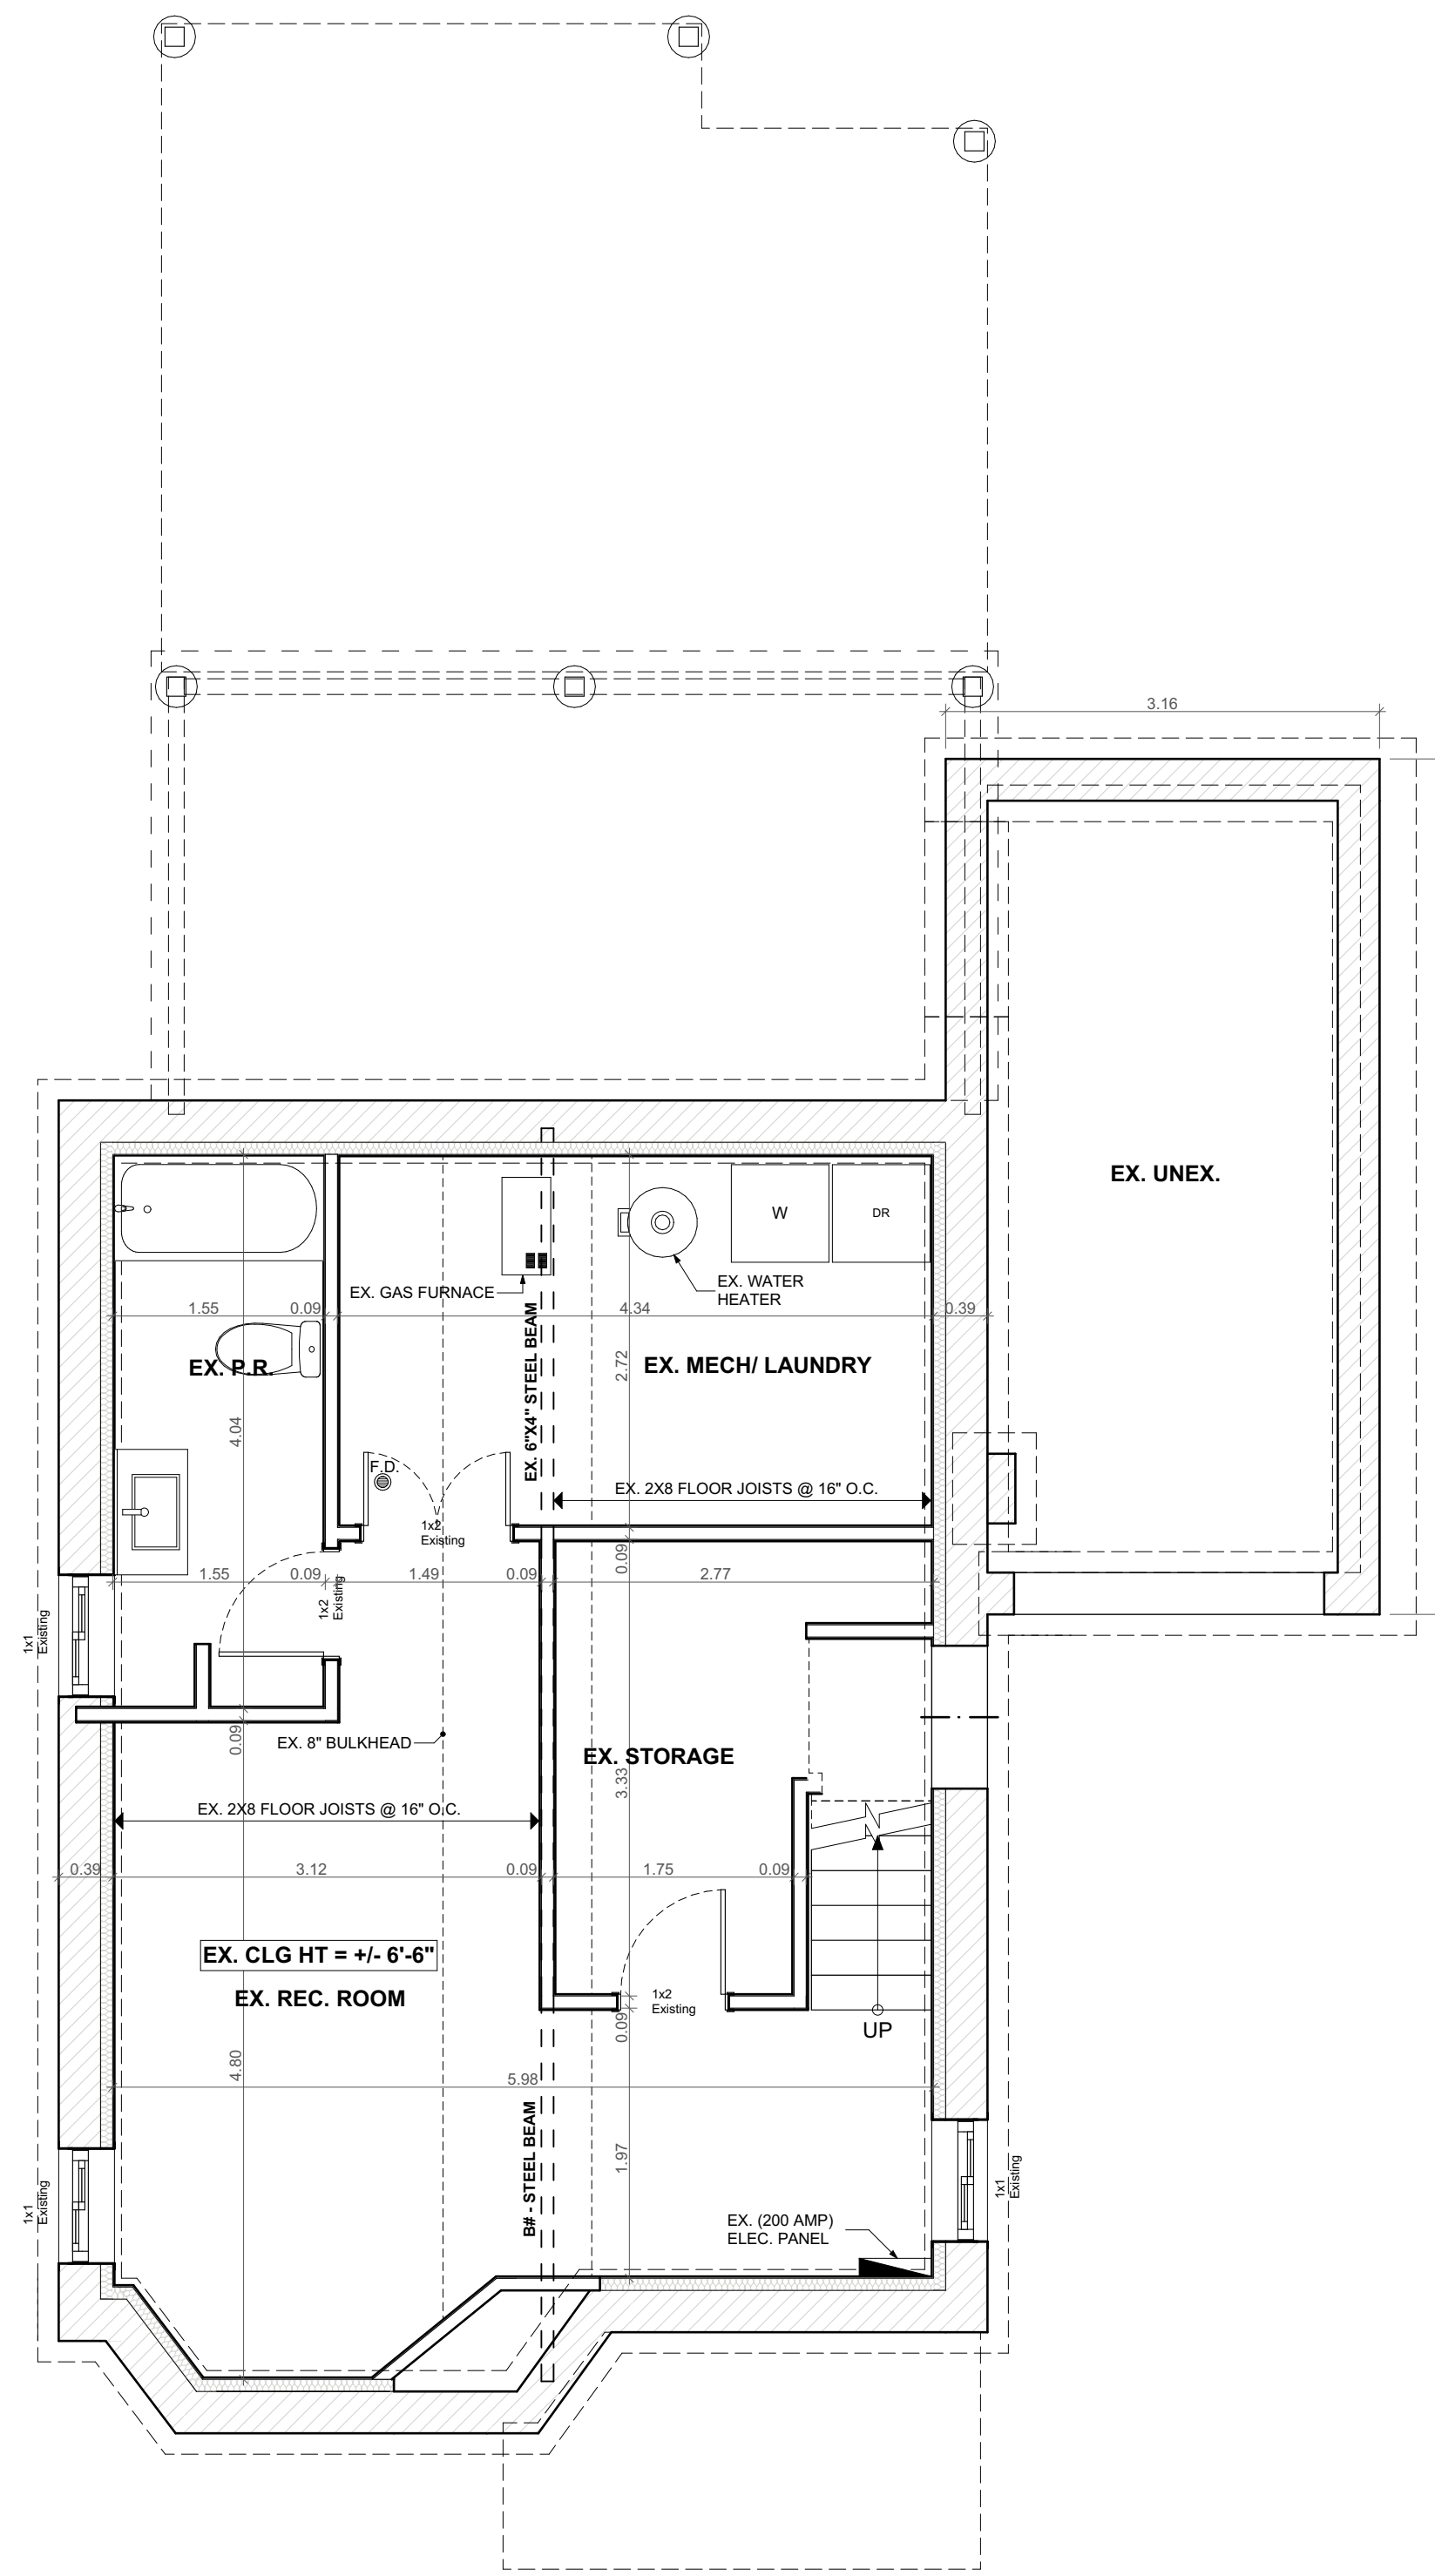 3.16
EX. UNEX.
W
DR
EX. WATER
HEATER
EX. GAS FURNACE
1.55
0.09
4.34
0.39
EX. 6"X4" STEEL BEAM
2.72
EX. P.R.
EX. MECH/ LAUNDRY
4.04
F.D.
EX. 2X8 FLOOR JOISTS @ 16" O.C.
1x2
Existing
0.09
1.55
0.09
1.49
0.09
2.77
1x2
Existing
1x1
Existing
0.09
EX. 8" BULKHEAD
EX. STORAGE
3.33
EX. 2X8 FLOOR JOISTS @ 16" O.C.
0.39
3.12
0.09
1.75
0.09
EX. CLG HT = +/- 6'-6"
EX. REC. ROOM
1x2
Existing
0.09
UP
4.80
5.98
B# - STEEL BEAM
1.97
1x1
Existing
1x1
Existing
EX. (200 AMP)
ELEC. PANEL